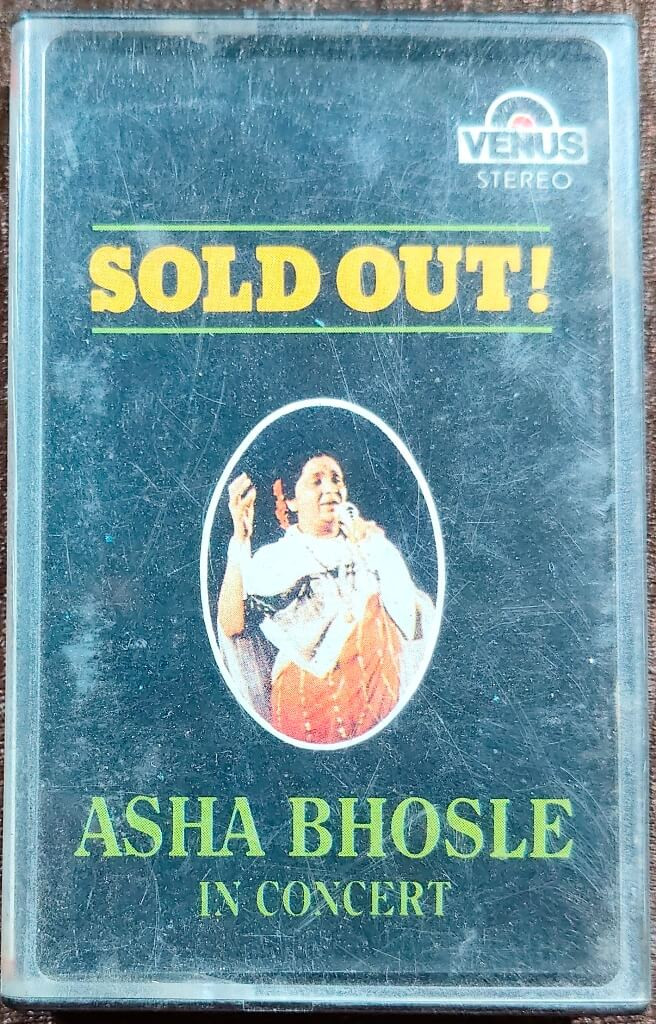 VENUS
STEREO
SOLD OUT!
ASHA BHOSLE
IN CONCERT